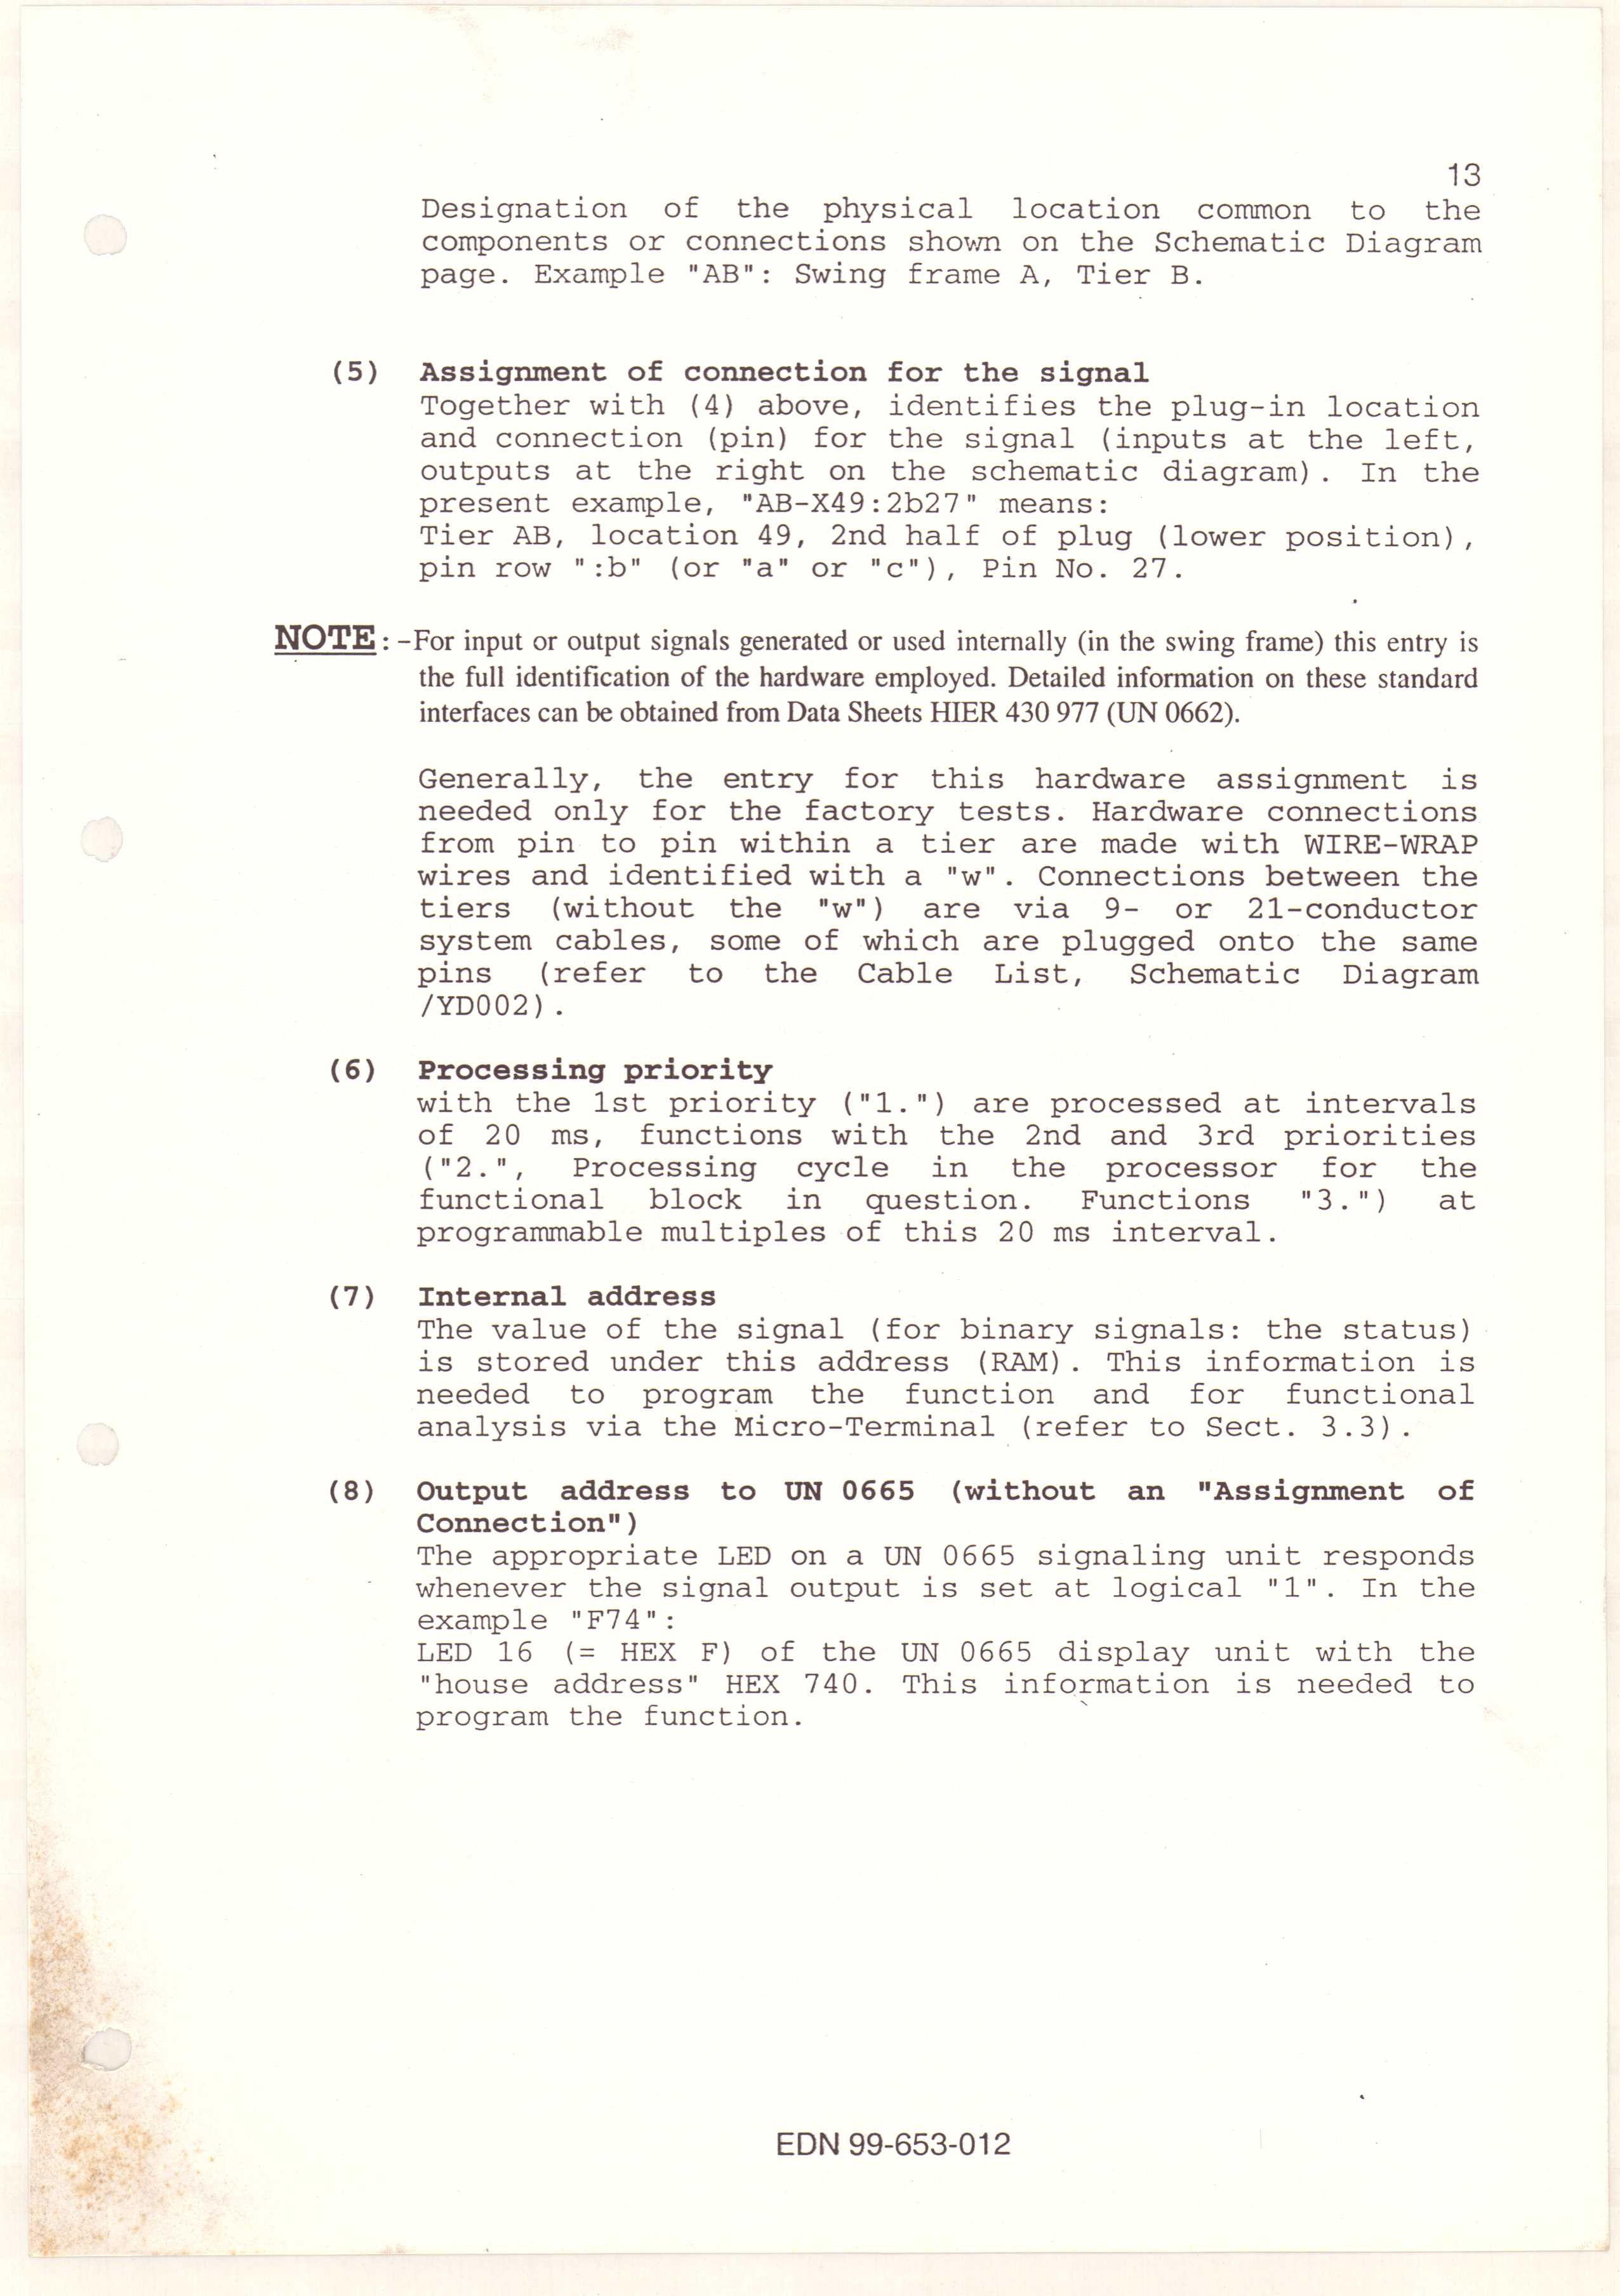 13
Designation of the physical location common to the
components or connections shown on the Schematic Diagram
page. Example "AB": Swing frame A, Tier B.
(5) Assignment of connection for the signal
Together with (4) above, identifies the plug-in location
and connection (pin) for the signal (inputs at the left,
outputs at the right on the schematic diagram). In the
present example, "AB-X49:2b27" means:
Tier AB, location 49, 2nd half of plug (lower position),
pin row ":b" (or "a" or "c"), Pin No. 27.
NOTE: -For input or output signals generated or used internally (in the swing frame) this entry is
the full identification of the hardware employed. Detailed information on these standard
interfaces can be obtained from Data Sheets HIER 430 977 (UN 0662).
Generally, the entry for this hardware assignment is
needed only for the factory tests. Hardware connections
from pin to pin within a tier are made with WIRE-WRAP
wires and identified with a "w". Connections between the
tiers (without the "w") are via 9- or 21-conductor
system cables, some of which are plugged onto the same
pins (refer to the Cable List, Schematic Diagram
/YD002).
(6) Processing priority
with the 1st priority ("1.") are processed at intervals
of 20 ms, functions with the 2nd and 3rd priorities
("2.", Processing cycle in the processor for the
functional block in question. Functions "3.") at
programmable multiples of this 20 ms interval.
(7) Internal address
The value of the signal (for binary signals: the status)
is stored under this address (RAM). This information is
needed to program the function and for functional
analysis via the Micro-Terminal (refer to Sect. 3.3).
(8) Output address to UN 0665 (without an "Assignment of
Connection")
The appropriate LED on a UN 0665 signaling unit responds
whenever the signal output is set at logical "1". In the
example "F74":
LED 16 (= HEX F) of the UN 0665 display unit with the
"house address" HEX 740. This information is needed to
program the function.
EDN 99-653-012